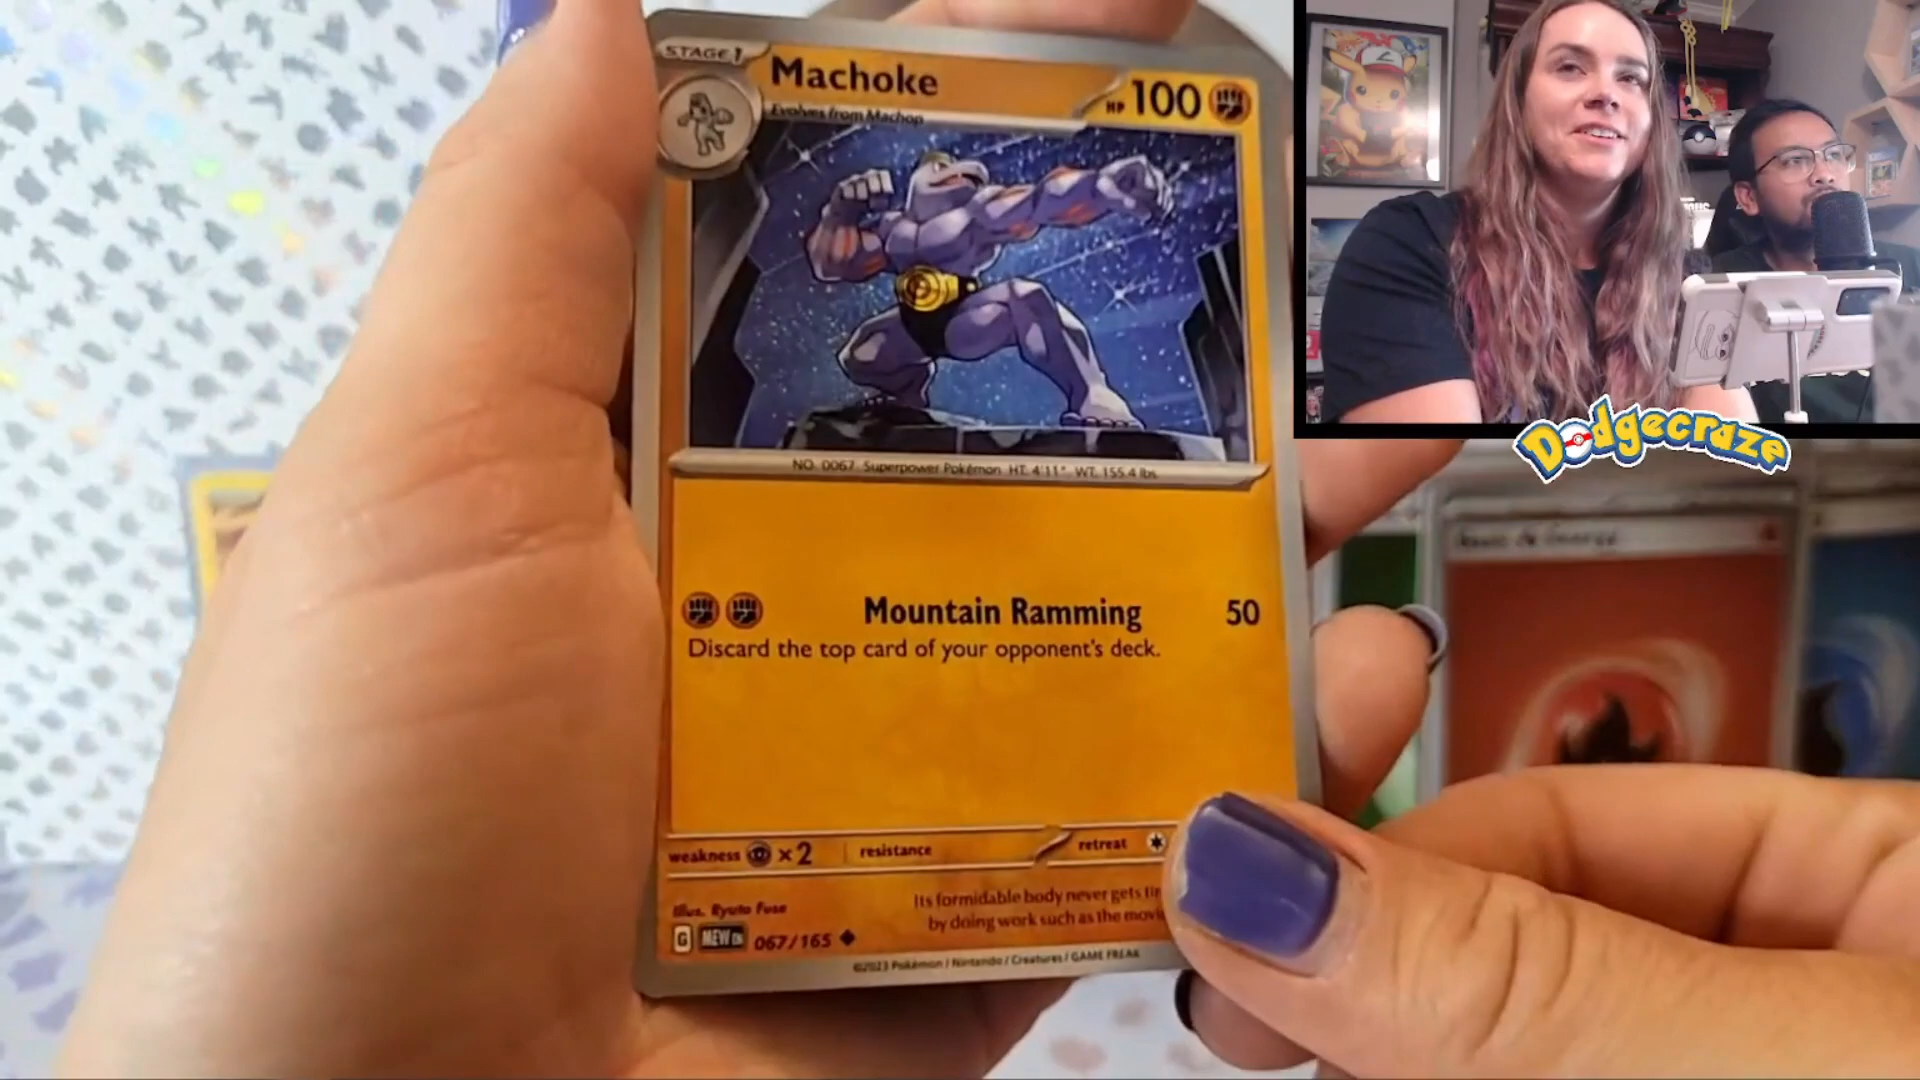 STAGE 1
Machoke
HP 100
Evolves from Machop
NO. 0067 Superpower Pokémon HT: 4'11" WT: 155.4 lbs.
Mountain Ramming 50
Discard the top card of your opponent's deck.
weakness ×2 resistance retreat
Illus. Ryuta Fuse
Its formidable body never gets
by doing work such as the
G MEW EN 067/165
©2023 Pokémon / Nintendo / Creatures / GAME FREAK
Dodgecraze